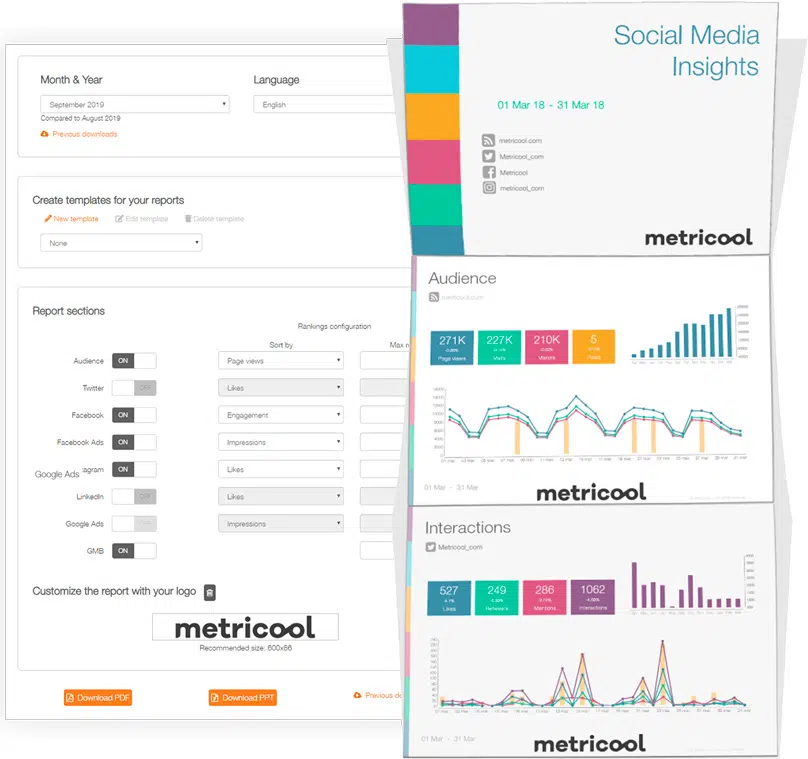 Month & Year
Language
September 2019
English
Compared to August 2019
Previous downloads
Create templates for your reports
New template
Edit template
Delete template
None
Report sections
Rankings configuration
Sort by
Max r
Audience ON
Page views
Twitter OFF
Likes
Facebook ON
Engagement
Facebook Ads ON
Impressions
Google Ads
agram ON
Likes
LinkedIn OFF
Likes
Google Ads OFF
Impressions
GMB ON
Customize the report with your logo
metricool
Recommended size: 600x66
Download PDF
Download PPT
Previous do
Social Media
Insights
01 Mar 18 - 31 Mar 18
metricool.com
Metricool_com
Metricool
metricool_com
metricool
Audience
metricool.com
271K
Page views
227K
Visits
210K
Visitors
5
Posts
01 Mar - 31 Mar
metricool
Interactions
Metricool_com
527
Likes
249
Retweets
286
Mentions
1062
Interactions
01 Mar - 31 Mar
metricool